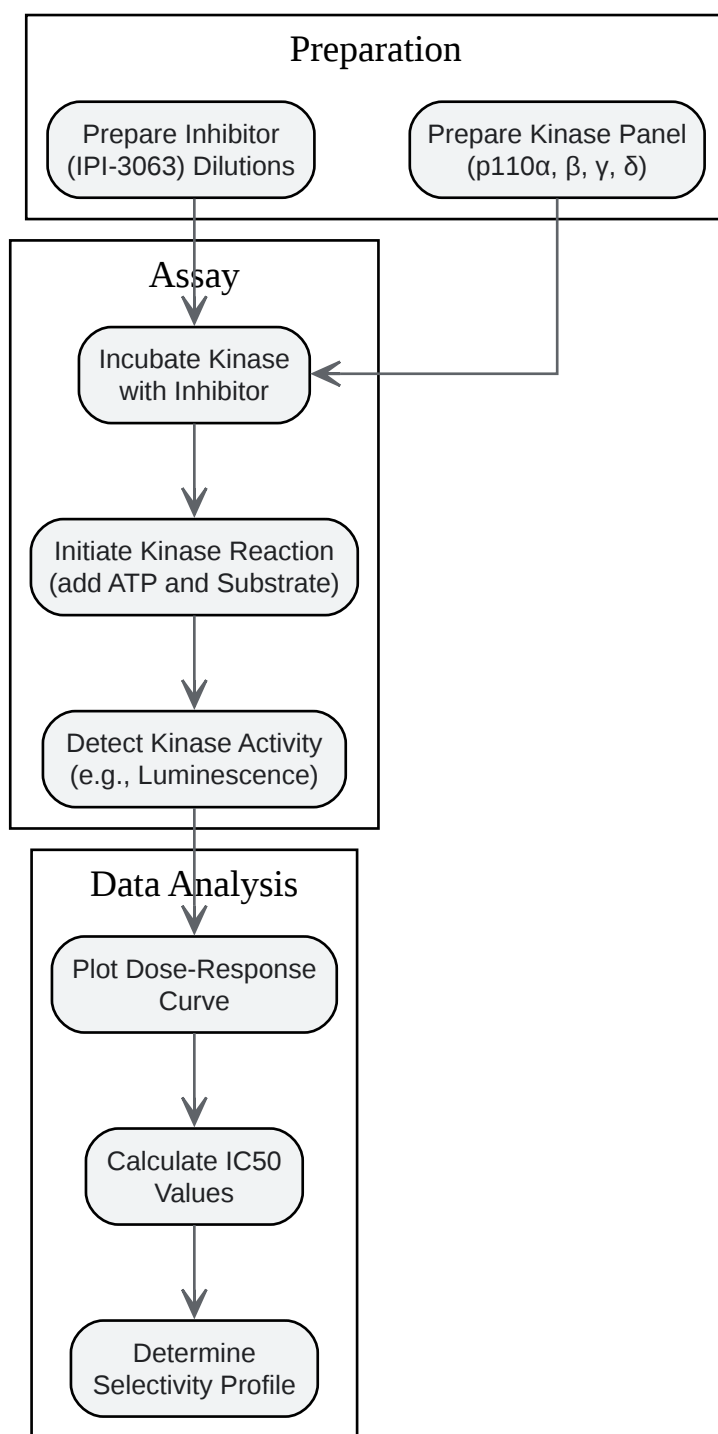 Preparation
Prepare Inhibitor
(IPI-3063) Dilutions
Prepare Kinase Panel
(p110α, β, γ, δ)
Assay
Incubate Kinase
with Inhibitor
Initiate Kinase Reaction
(add ATP and Substrate)
Detect Kinase Activity
(e.g., Luminescence)
Data Analysis
Plot Dose-Response
Curve
Calculate IC50
Values
Determine
Selectivity Profile